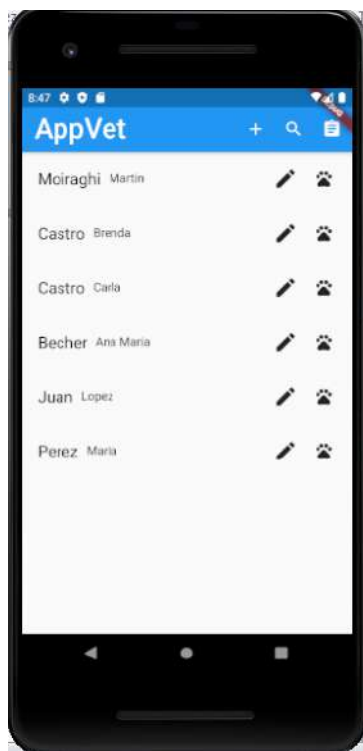 8:47
AppVet
Moiraghi Martin
Castro Brenda
Castro Carla
Becher Ana Maria
Juan Lopez
Perez Maria